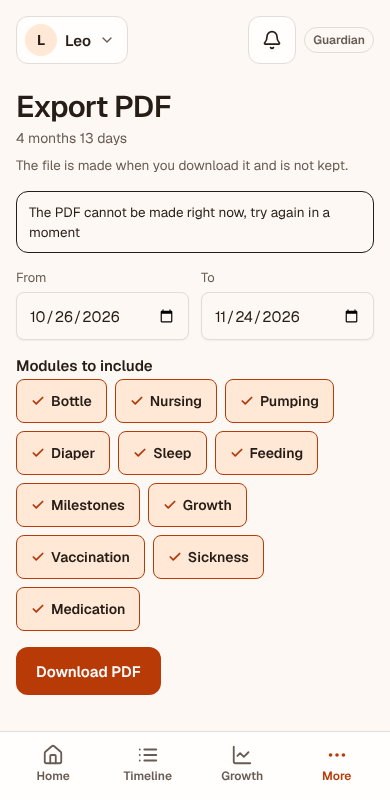 L Leo Guardian
Export PDF
4 months 13 days
The file is made when you download it and is not kept.
The PDF cannot be made right now, try again in a
moment
From To
10/26/2026 11/24/2026
Modules to include
Bottle Nursing Pumping
Diaper Sleep Feeding
Milestones Growth
Vaccination Sickness
Medication
Download PDF
Home Timeline Growth More